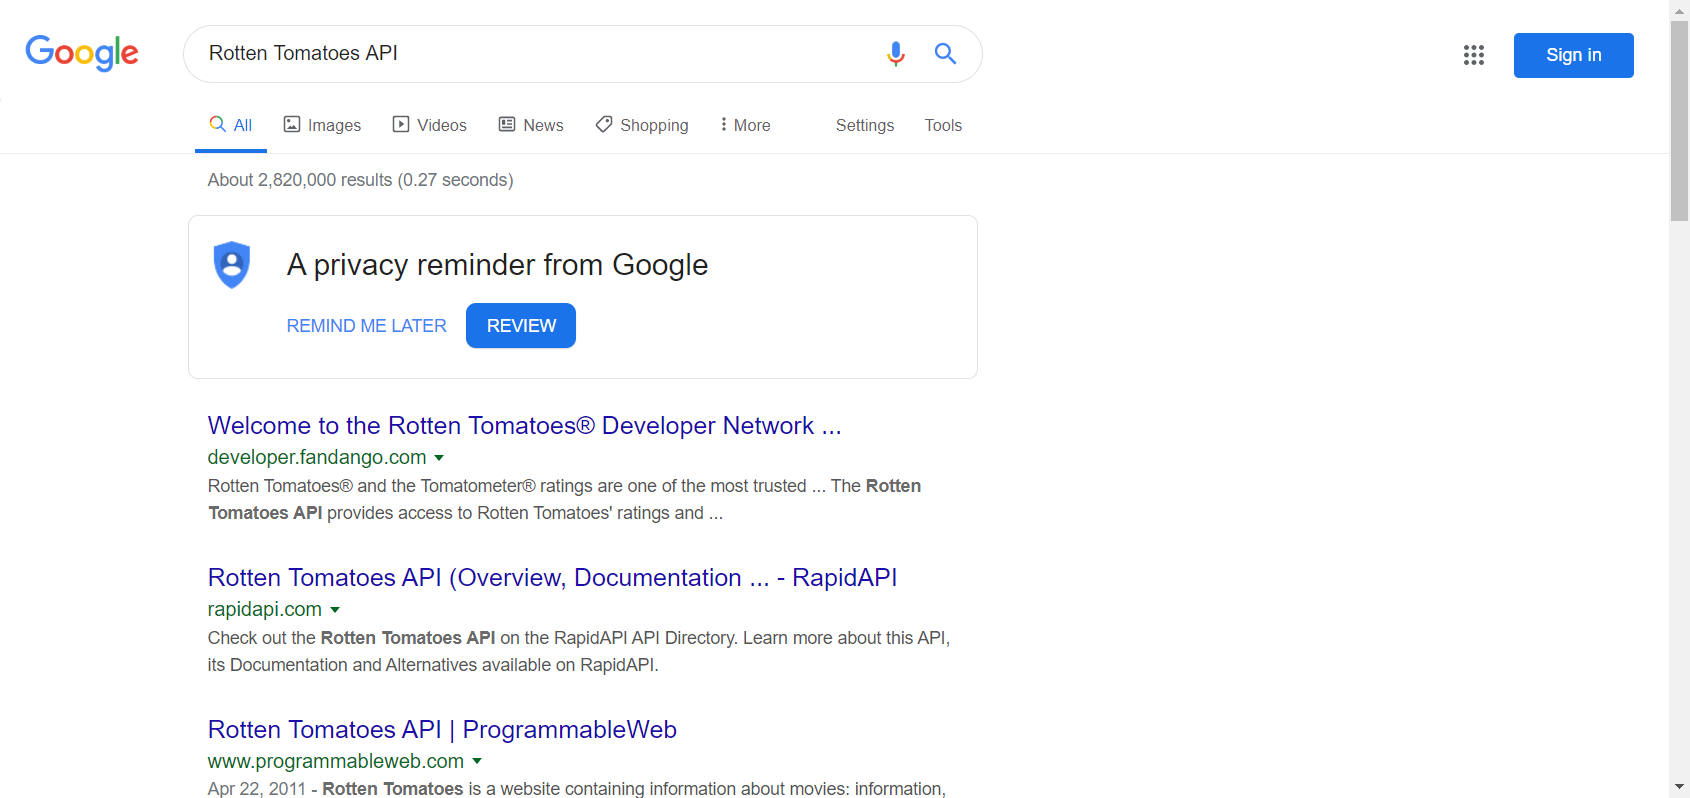 Google
Rotten Tomatoes API
Sign in
All
Images
Videos
News
Shopping
More
Settings
Tools
About 2,820,000 results (0.27 seconds)
A privacy reminder from Google
REMIND ME LATER
REVIEW
Welcome to the Rotten Tomatoes® Developer Network ...
developer.fandango.com
Rotten Tomatoes® and the Tomatometer® ratings are one of the most trusted ... The Rotten
Tomatoes API provides access to Rotten Tomatoes' ratings and ...
Rotten Tomatoes API (Overview, Documentation ... - RapidAPI
rapidapi.com
Check out the Rotten Tomatoes API on the RapidAPI API Directory. Learn more about this API,
its Documentation and Alternatives available on RapidAPI.
Rotten Tomatoes API | ProgrammableWeb
www.programmableweb.com
Apr 22, 2011 - Rotten Tomatoes is a website containing information about movies: information,